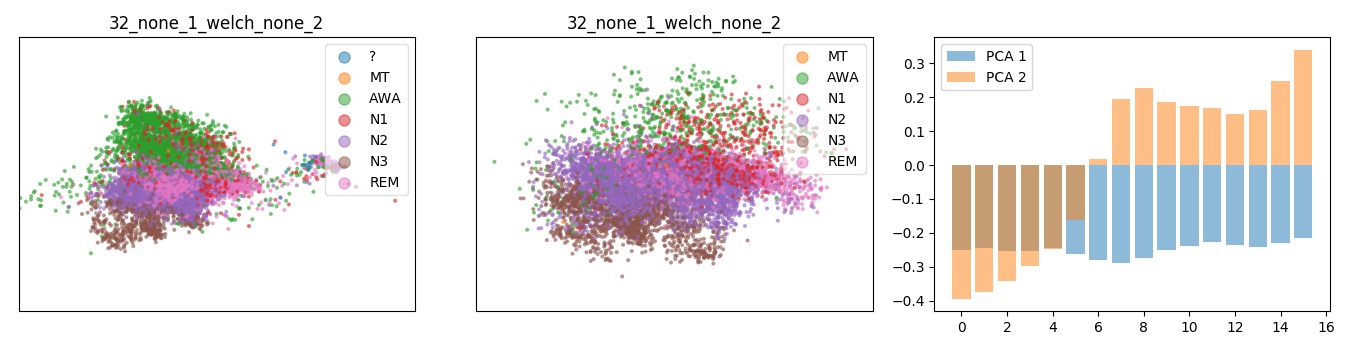 32_none_1_welch_none_2
?
MT
AWA
N1
N2
N3
REM
32_none_1_welch_none_2
MT
AWA
N1
N2
N3
REM
PCA 1
PCA 2
0.3
0.2
0.1
0.0
−0.1
−0.2
−0.3
−0.4
0 2 4 6 8 10 12 14 16